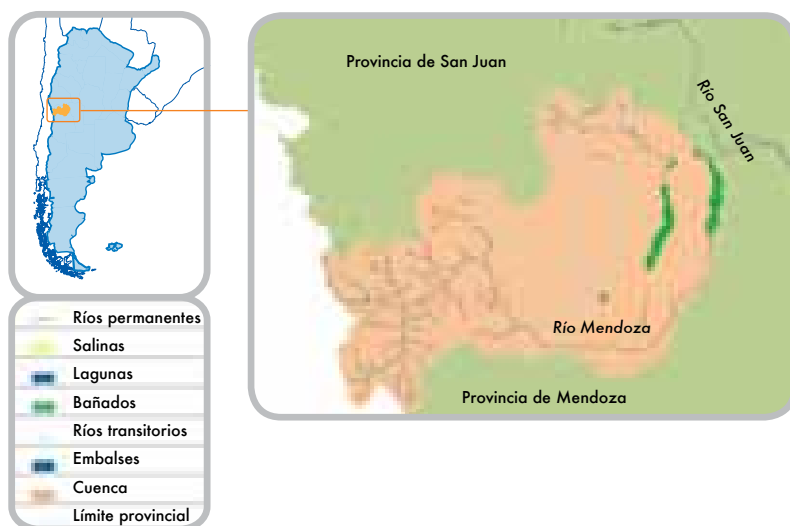 Provincia de San Juan
Río San Juan
Río Mendoza
Provincia de Mendoza
Ríos permanentes
Salinas
Lagunas
Bañados
Ríos transitorios
Embalses
Cuenca
Límite provincial